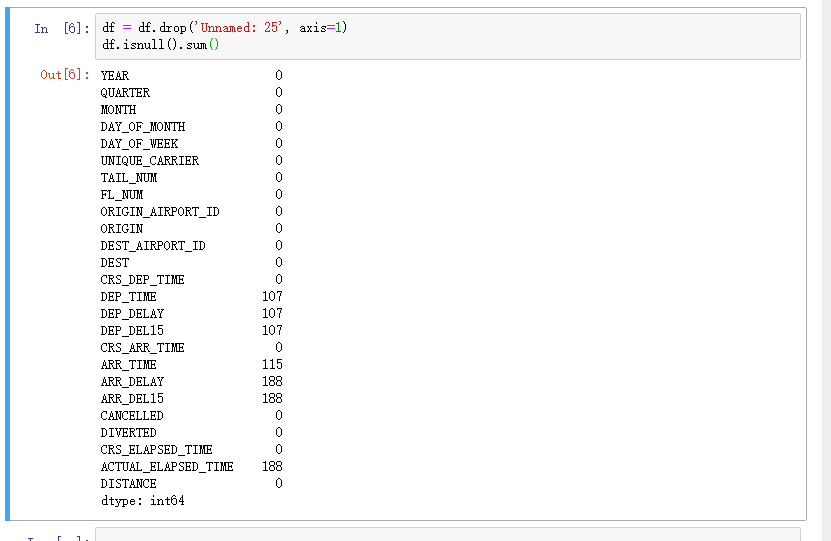 In [6]: df = df.drop('Unnamed: 25', axis=1)
df.isnull().sum()
Out[6]: YEAR 0
QUARTER 0
MONTH 0
DAY_OF_MONTH 0
DAY_OF_WEEK 0
UNIQUE_CARRIER 0
TAIL_NUM 0
FL_NUM 0
ORIGIN_AIRPORT_ID 0
ORIGIN 0
DEST_AIRPORT_ID 0
DEST 0
CRS_DEP_TIME 0
DEP_TIME 107
DEP_DELAY 107
DEP_DEL15 107
CRS_ARR_TIME 0
ARR_TIME 115
ARR_DELAY 188
ARR_DEL15 188
CANCELLED 0
DIVERTED 0
CRS_ELAPSED_TIME 0
ACTUAL_ELAPSED_TIME 188
DISTANCE 0
dtype: int64